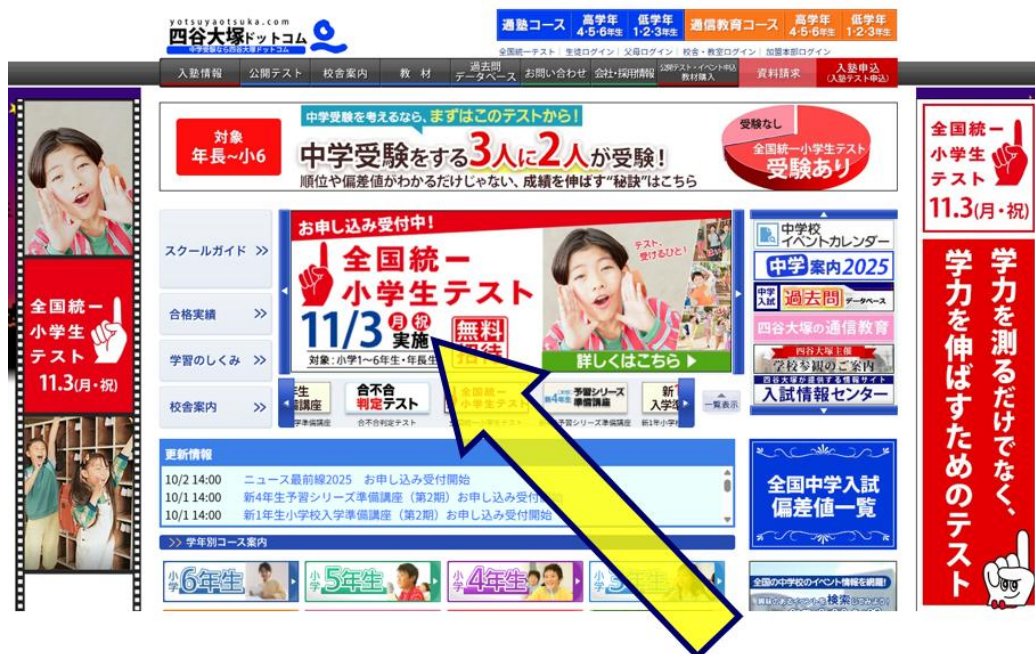 yotsuyaotsuka.com
四谷大塚ドットコム
中学受験なら四谷大塚ドットコム
通塾コース 高学年 4·5·6年生 低学年 1·2·3年生 通信教育コース 高学年 4·5·6年生 低学年 1·2·3年生
全国統一テスト 生徒ログイン 父母ログイン 校舎・教室ログイン 加盟本部ログイン
入塾情報 公開テスト 校舎案内 教 材 過去問データベース お問い合わせ 会社・採用情報 公開テスト・イベント申込 教材購入 資料請求 入塾申込 (入塾テスト申込)
対象
年長~小6
中学受験を考えるなら、まずはこのテストから!
中学受験をする3人に2人が受験!
順位や偏差値がわかるだけじゃない、成績を伸ばす“秘訣”はこちら
受験なし
全国統一小学生テスト
受験あり
全国統一
小学生
テスト
11.3(月・祝)
スクールガイド
合格実績
学習のしくみ
校舎案内
お申し込み受付中!
全国統一
小学生テスト
11/3 月 祝 実施
無料
招待
対象:小学1~6年生・年長生
テスト、
受けるひと!
詳しくはこちら
合不合
判定テスト
合不合判定テスト
新4年生 予習シリーズ
準備講座
予習シリーズ準備講座
一覧表示
中学校
イベントカレンダー
中学案内2025
中学入試 過去問 データベース
四谷大塚の通信教育
四谷大塚主催
学校参観のご案内
四谷大塚が提供する情報サイト
入試情報センター
更新情報
10/2 14:00 ニュース最前線2025 お申し込み受付開始
10/1 14:00 新4年生予習シリーズ準備講座(第2期)お申し込み受付開始
10/1 14:00 新1年生小学校入学準備講座(第2期)お申し込み受付開始
>> 学年別コース案内
小学6年生
小学5年生
小学4年生
全国中学入試
偏差値一覧
全国の中学校のイベント情報を網羅!
全国統一
小学生
テスト
11.3(月・祝)
学力を測るだけでなく、
学力を伸ばすためのテスト